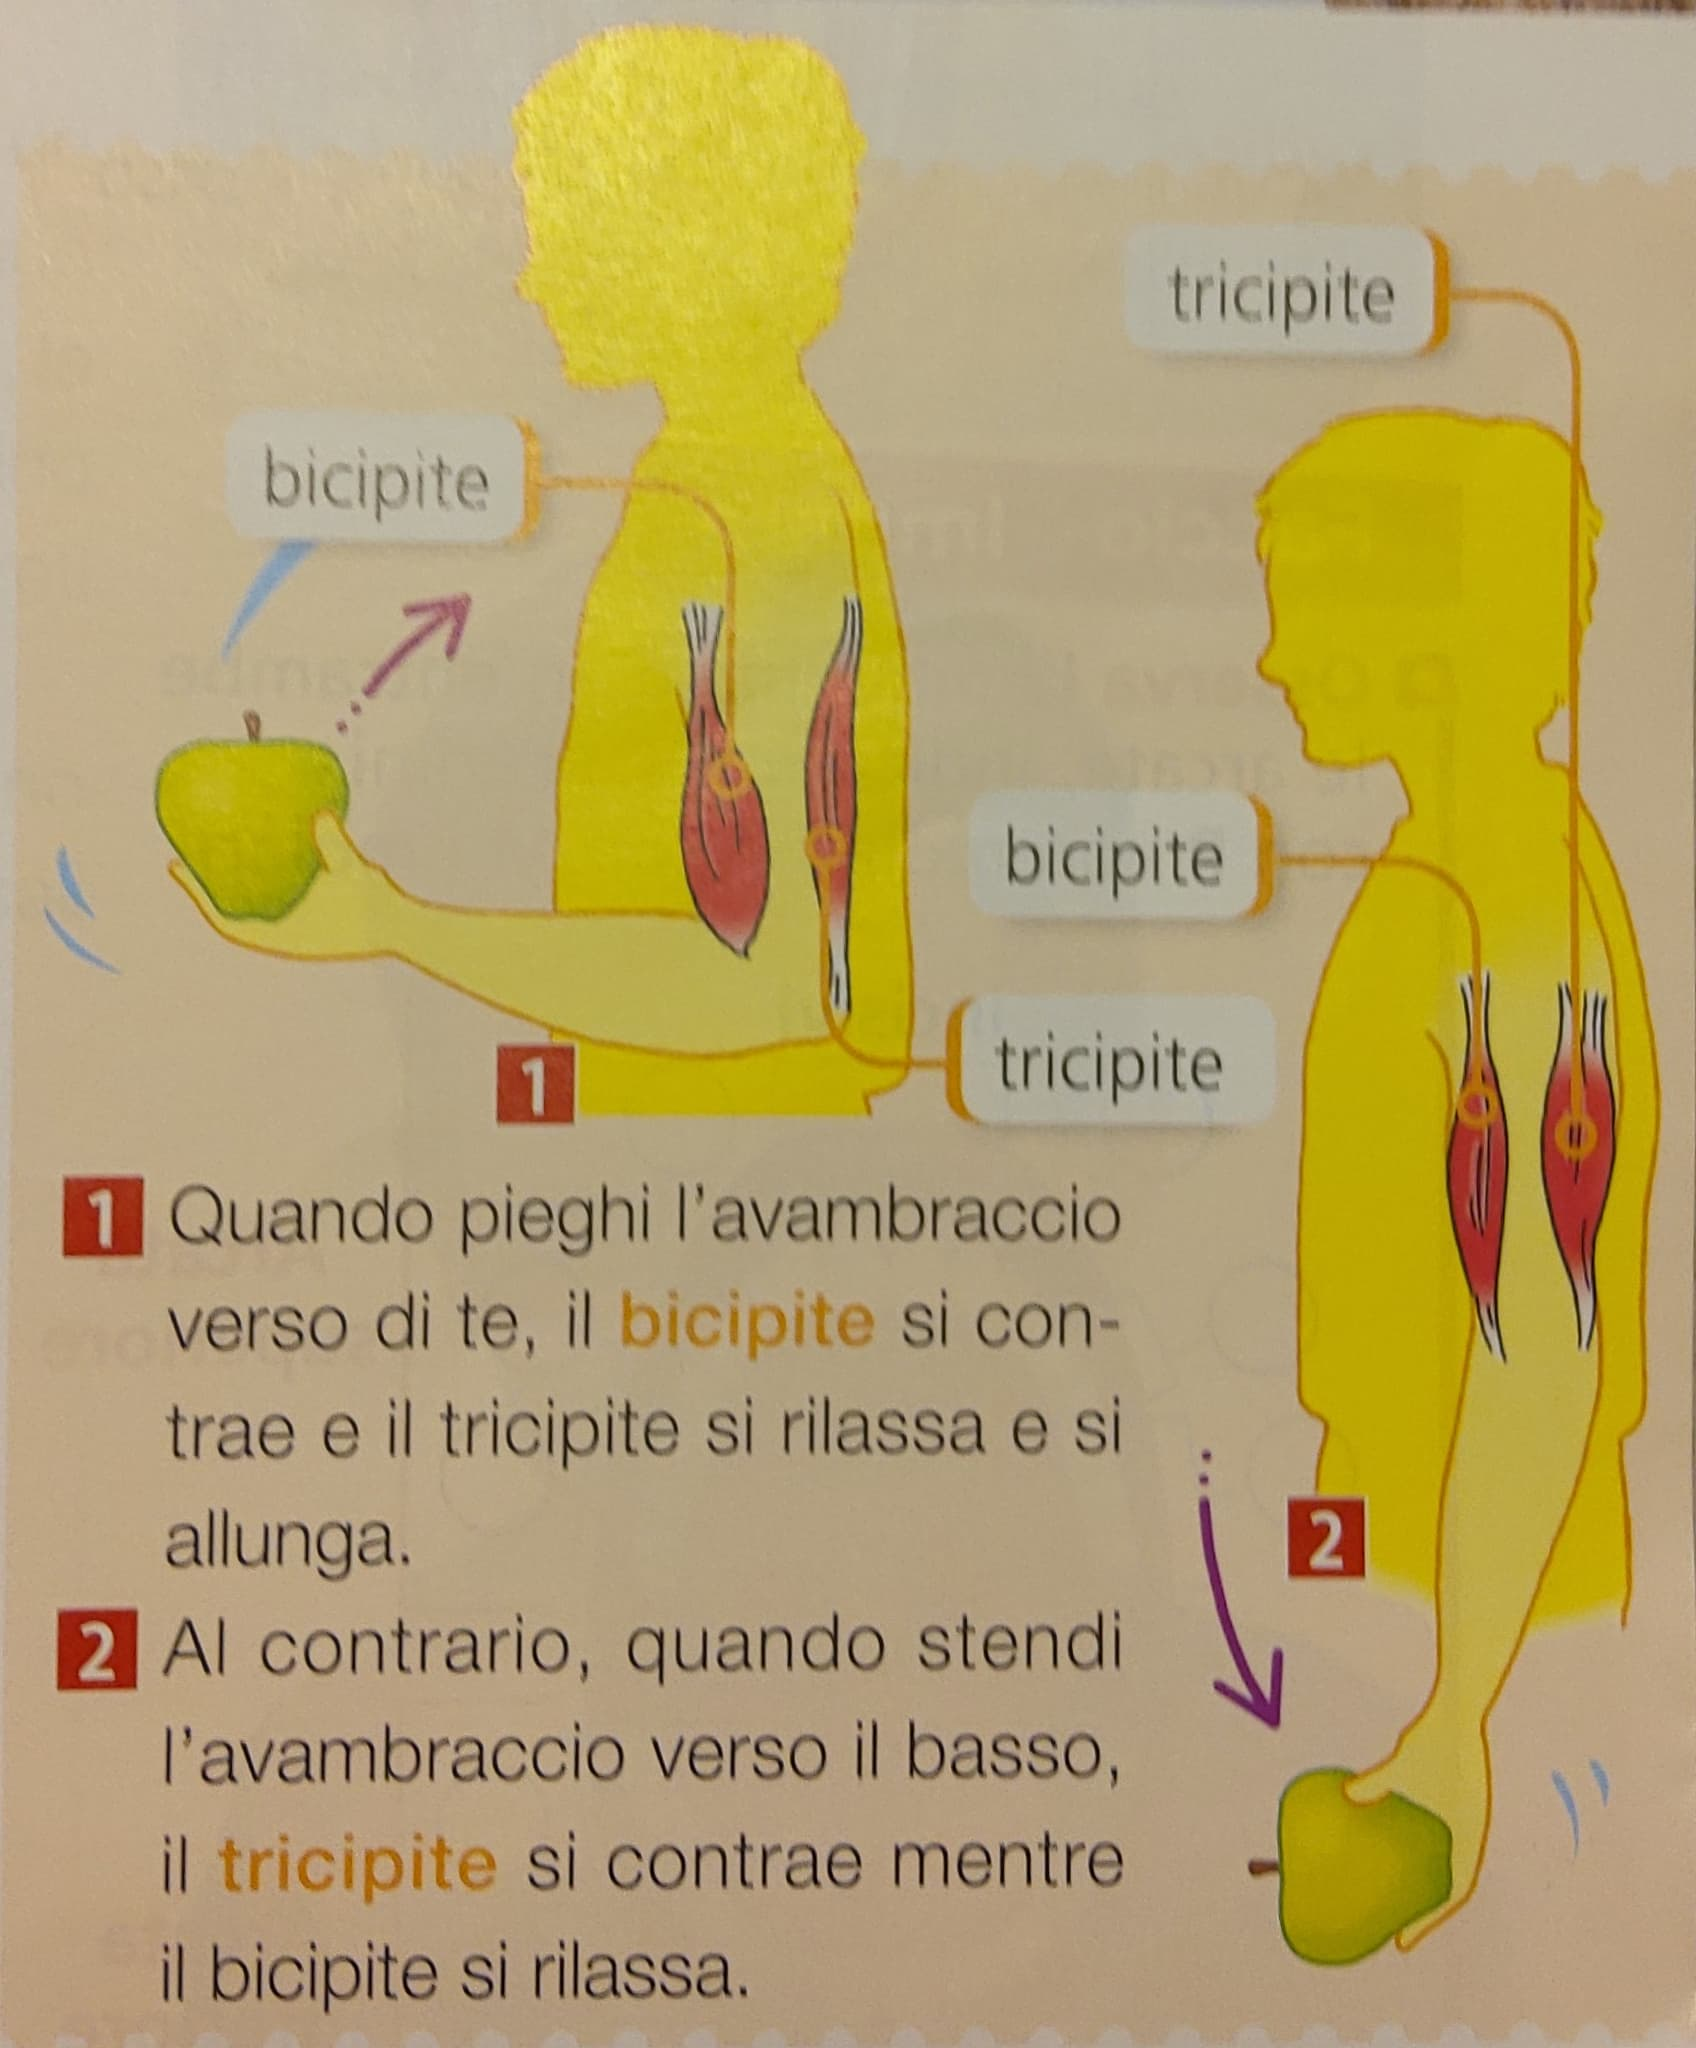 tricipite
bicipite
bicipite
tricipite
1
1 Quando pieghi l'avambraccio
verso di te, il bicipite si con-
trae e il tricipite si rilassa e si
allunga.
2
2 Al contrario, quando stendi
l'avambraccio verso il basso,
il tricipite si contrae mentre
il bicipite si rilassa.